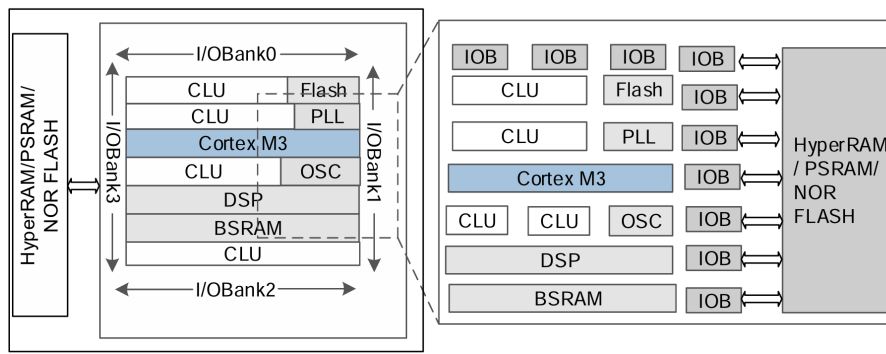 HyperRAM/PSRAM/
NOR FLASH
I/OBank0
I/OBank3
I/OBank1
CLU Flash
CLU PLL
Cortex M3
CLU OSC
DSP
BSRAM
CLU
I/OBank2
IOB IOB IOB IOB
CLU Flash IOB
CLU PLL IOB
Cortex M3 IOB
CLU CLU OSC IOB
DSP IOB
BSRAM IOB
HyperRAM
/ PSRAM/
NOR
FLASH